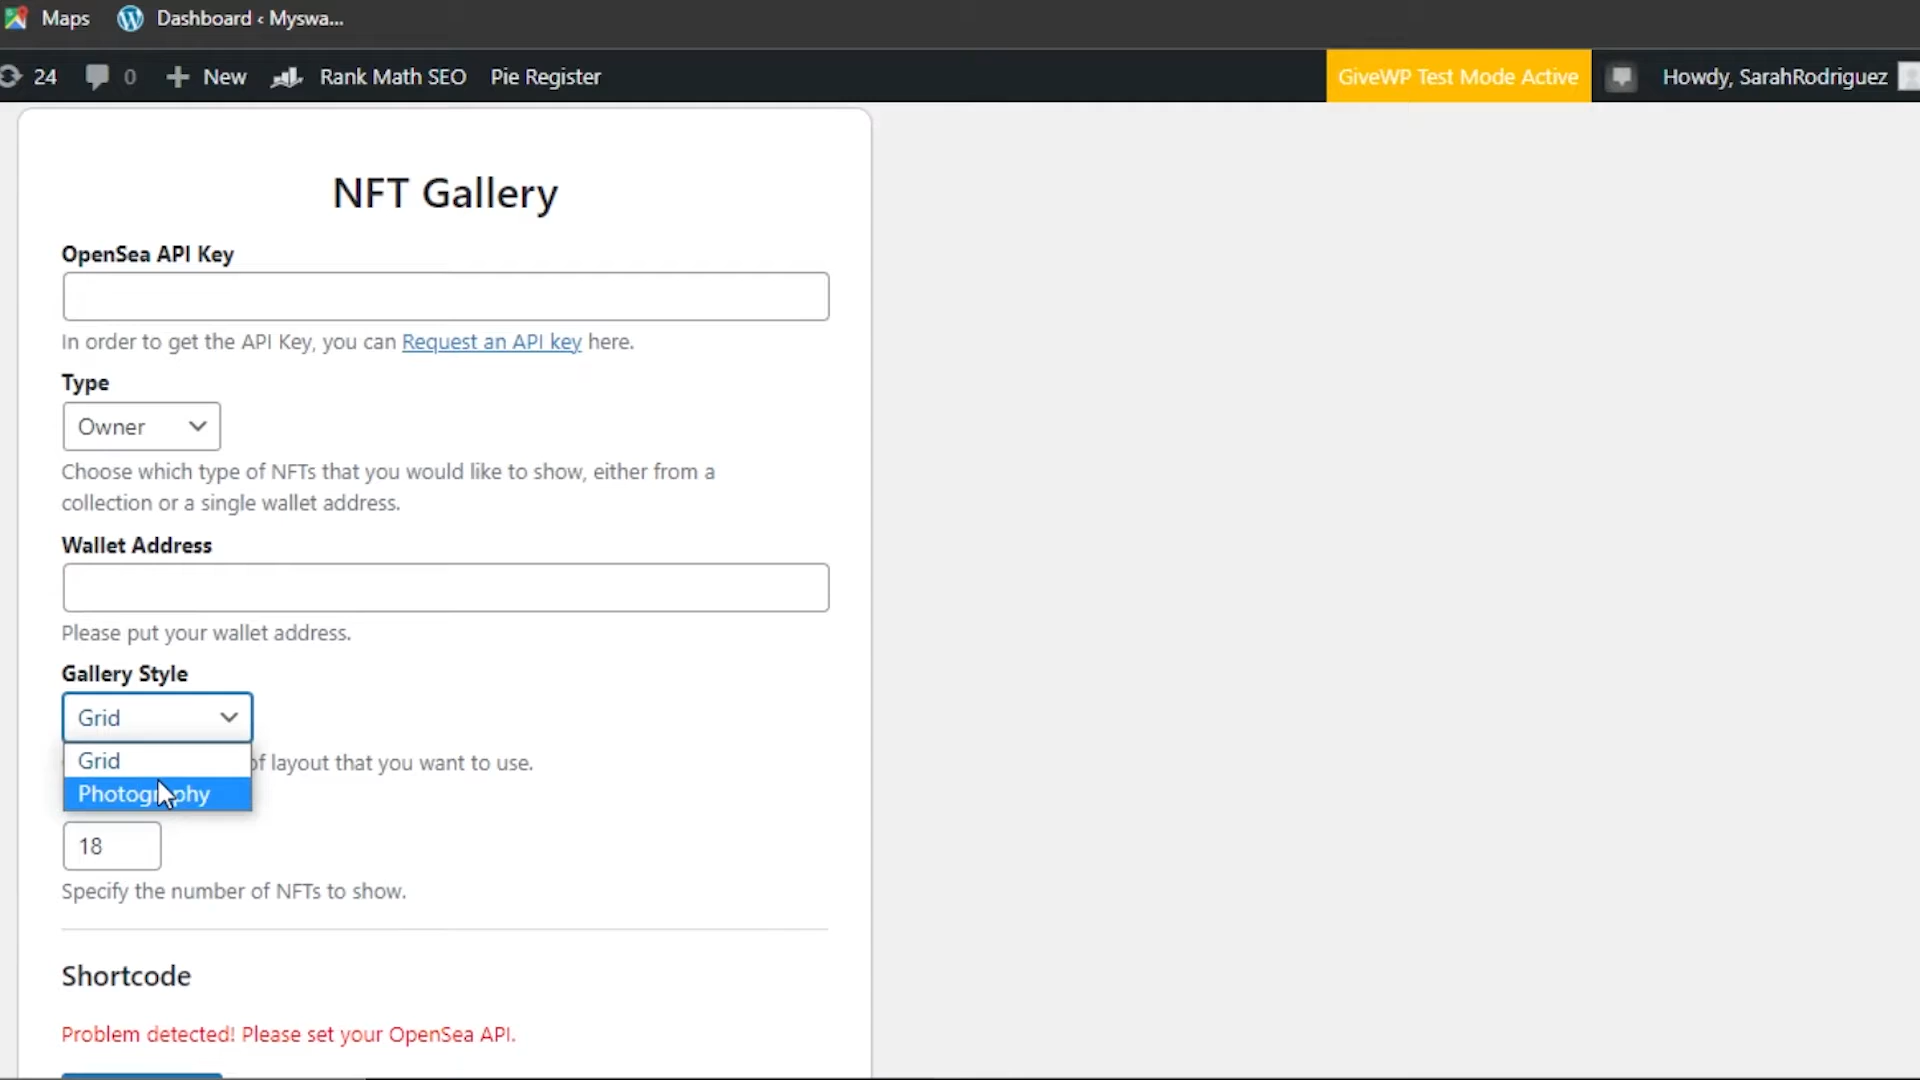 Maps Dashboard ‹ Myswa...
24 0 New Rank Math SEO Pie Register GiveWP Test Mode Active Howdy, SarahRodriguez
NFT Gallery
OpenSea API Key
In order to get the API Key, you can Request an API key here.
Type
Owner
Choose which type of NFTs that you would like to show, either from a
collection or a single wallet address.
Wallet Address
Please put your wallet address.
Gallery Style
Grid
Grid
of layout that you want to use.
Photography
18
Specify the number of NFTs to show.
Shortcode
Problem detected! Please set your OpenSea API.